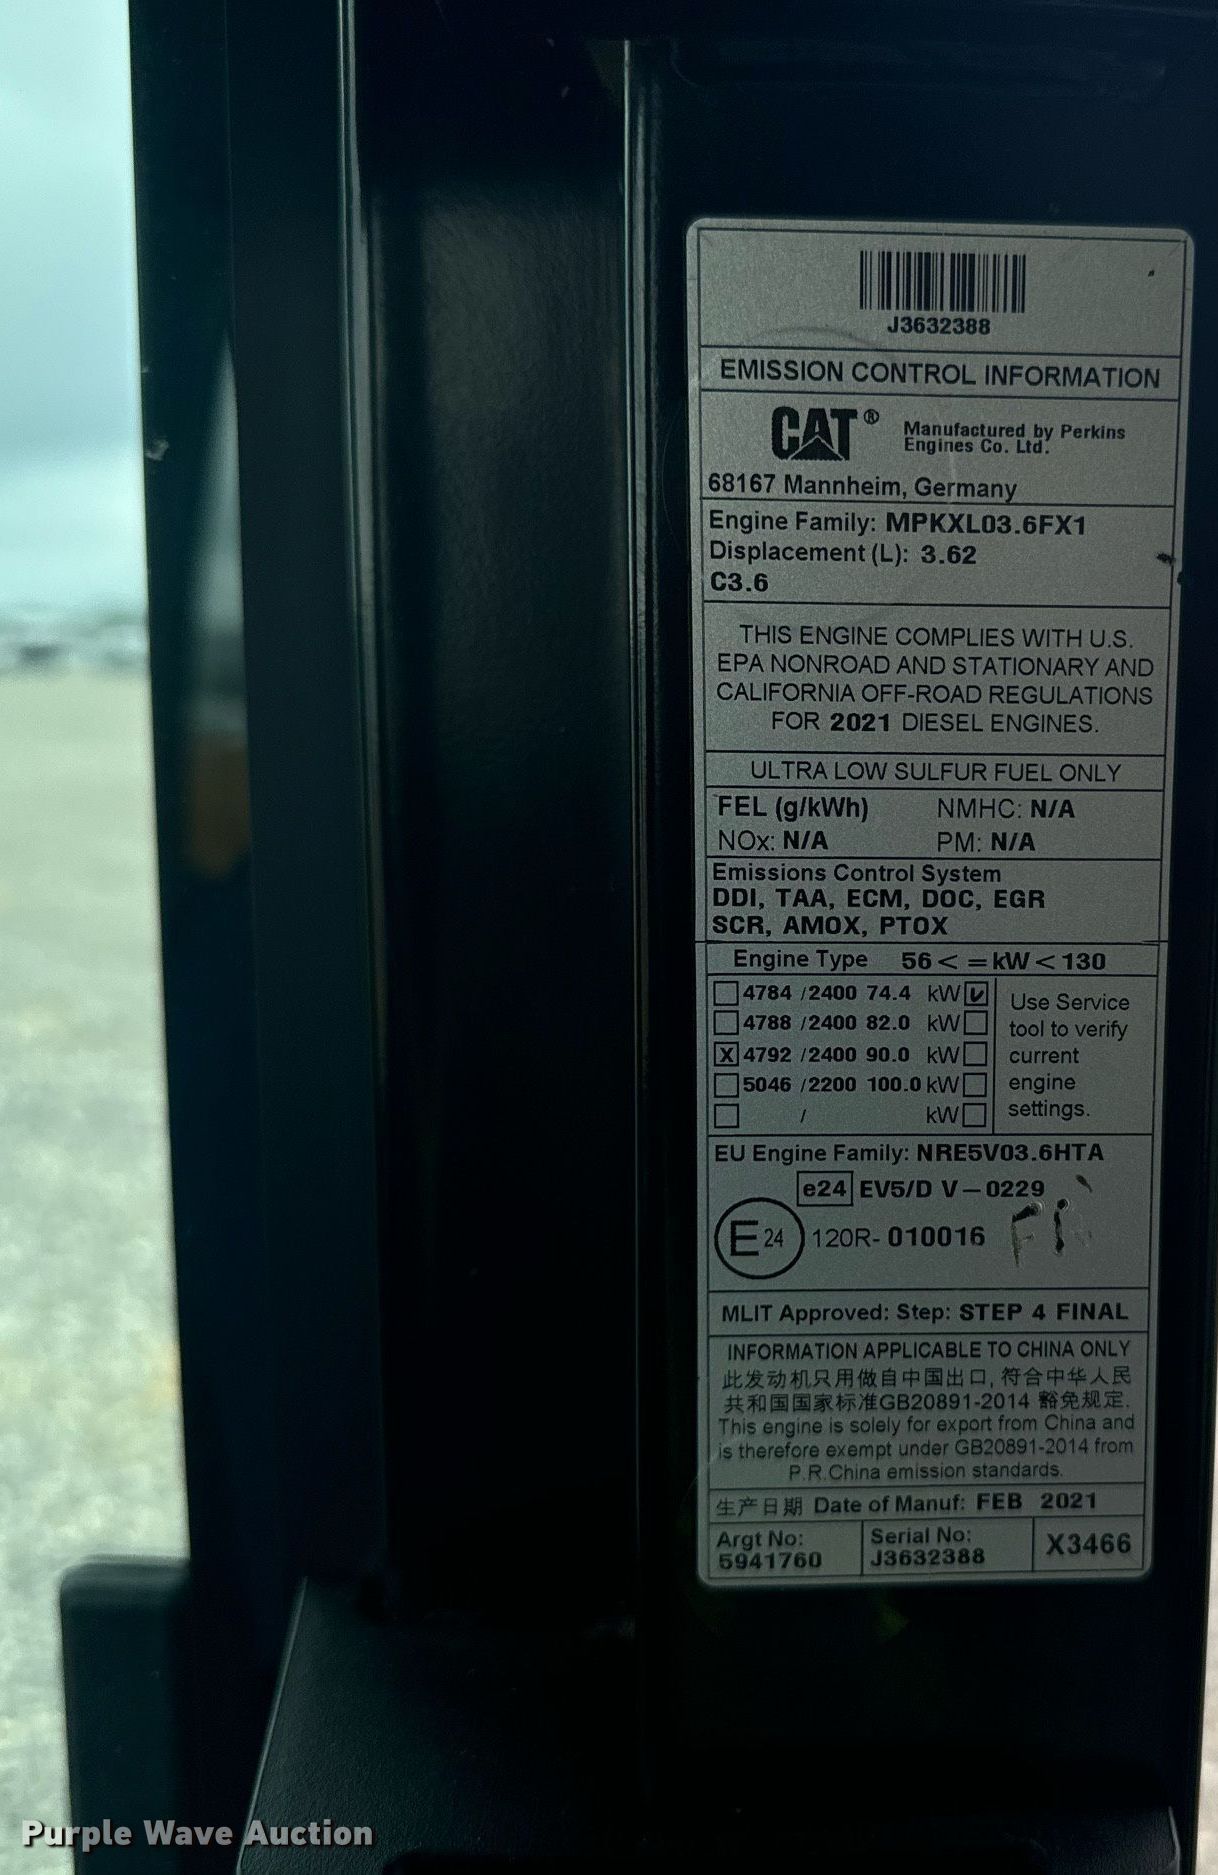 J3632388
EMISSION CONTROL INFORMATION
CAT® Manufactured by Perkins
Engines Co. Ltd.
68167 Mannheim, Germany
Engine Family: MPKXL03.6FX1
Displacement (L): 3.62
C3.6
THIS ENGINE COMPLIES WITH U.S.
EPA NONROAD AND STATIONARY AND
CALIFORNIA OFF-ROAD REGULATIONS
FOR 2021 DIESEL ENGINES.
ULTRA LOW SULFUR FUEL ONLY
FEL (g/kWh) NMHC: N/A
NOx: N/A PM: N/A
Emissions Control System
DDI, TAA, ECM, DOC, EGR
SCR, AMOX, PTOX
Engine Type 56 < = kW < 130
4784 /2400 74.4 kW
4788 /2400 82.0 kW
X 4792 /2400 90.0 kW
5046 /2200 100.0 kW
/ kW
Use Service
tool to verify
current
engine
settings.
EU Engine Family: NRE5V03.6HTA
e24 EV5/D V-0229
E 24 120R-010016
MLIT Approved: Step: STEP 4 FINAL
INFORMATION APPLICABLE TO CHINA ONLY
此发动机只用做自中国出口, 符合中华人民
共和国国家标准GB20891-2014 豁免规定.
This engine is solely for export from China and
is therefore exempt under GB20891-2014 from
P.R.China emission standards.
生产日期 Date of Manuf: FEB 2021
Argt No:
5941760
Serial No:
J3632388
X3466
Purple Wave Auction